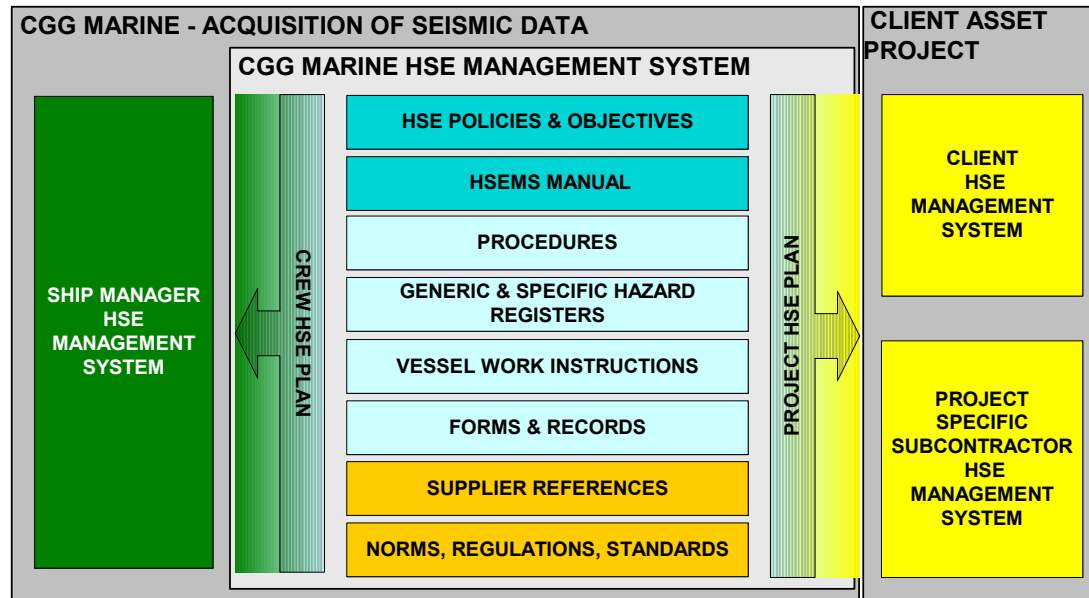 CGG MARINE - ACQUISITION OF SEISMIC DATA
CGG MARINE HSE MANAGEMENT SYSTEM
SHIP MANAGER
HSE
MANAGEMENT
SYSTEM
CREW HSE PLAN
HSE POLICIES & OBJECTIVES
HSEMS MANUAL
PROCEDURES
GENERIC & SPECIFIC HAZARD
REGISTERS
VESSEL WORK INSTRUCTIONS
FORMS & RECORDS
SUPPLIER REFERENCES
NORMS, REGULATIONS, STANDARDS
PROJECT HSE PLAN
CLIENT ASSET
PROJECT
CLIENT
HSE
MANAGEMENT
SYSTEM
PROJECT
SPECIFIC
SUBCONTRACTOR
HSE
MANAGEMENT
SYSTEM